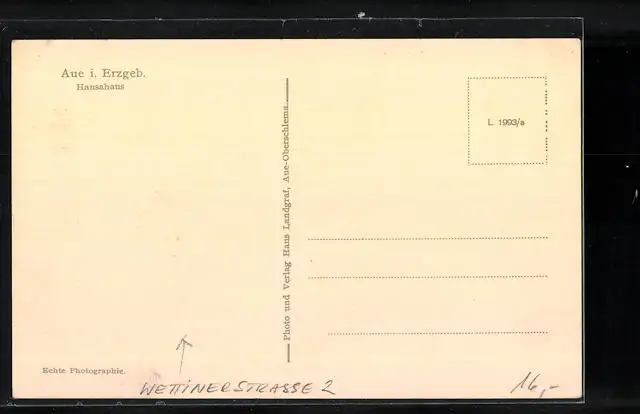 Aue i. Erzgeb.
Hansahaus
Photo und Verlag Hans Landgraf, Aue-Oberschlema.
L 1993/a
Echte Photographie.
WETTINERSTRASSE 2
16,-